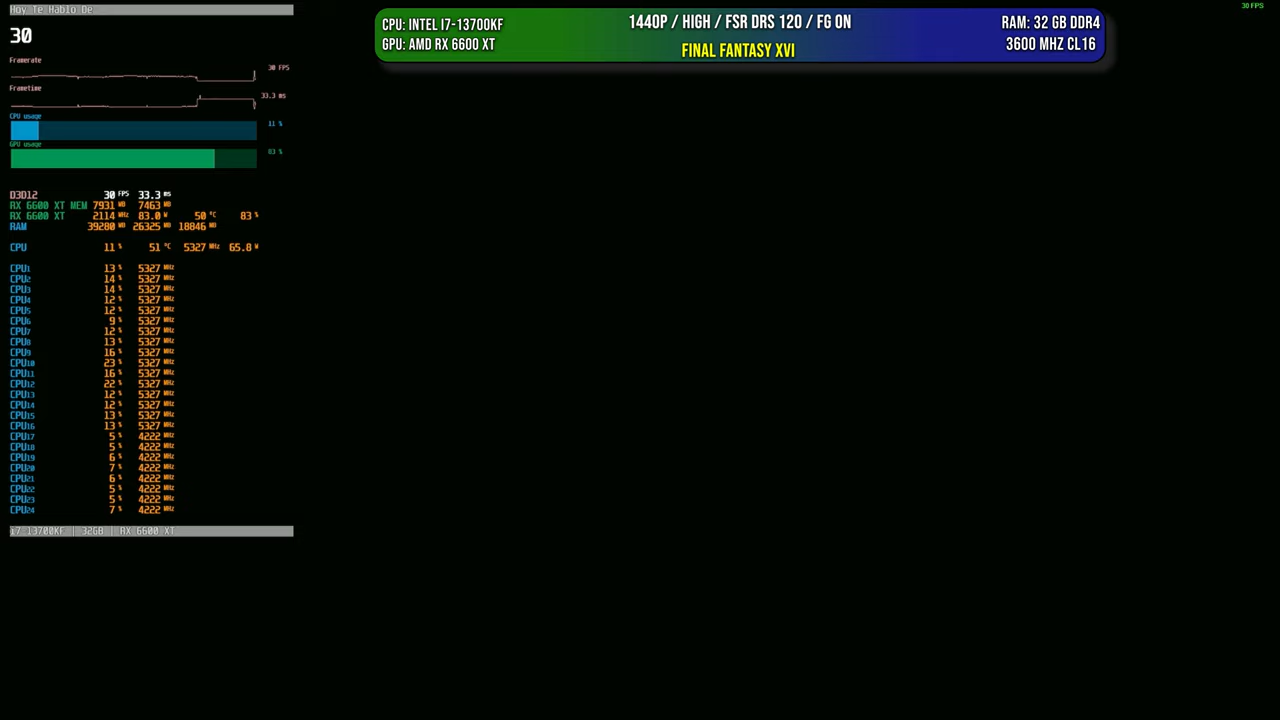 Hoy Te Hablo De
30
Framerate
30 FPS
Frametime
33.3 ms
CPU usage
11 %
GPU usage
83 %
D3D12 30 FPS 33.3 ms
RX 6600 XT MEM 7931 MB 7463 MB
RX 6600 XT 2114 MHz 83.0 W 50 °C 83 %
RAM 39280 MB 26325 MB 18846 MB
CPU 11 % 51 °C 5327 MHz 65.8 W
CPU1 13 % 5327 MHz
CPU2 14 % 5327 MHz
CPU3 14 % 5327 MHz
CPU4 12 % 5327 MHz
CPU5 12 % 5327 MHz
CPU6 9 % 5327 MHz
CPU7 12 % 5327 MHz
CPU8 13 % 5327 MHz
CPU9 16 % 5327 MHz
CPU10 23 % 5327 MHz
CPU11 16 % 5327 MHz
CPU12 22 % 5327 MHz
CPU13 12 % 5327 MHz
CPU14 12 % 5327 MHz
CPU15 13 % 5327 MHz
CPU16 13 % 5327 MHz
CPU17 5 % 4222 MHz
CPU18 5 % 4222 MHz
CPU19 6 % 4222 MHz
CPU20 7 % 4222 MHz
CPU21 6 % 4222 MHz
CPU22 5 % 4222 MHz
CPU23 5 % 4222 MHz
CPU24 7 % 4222 MHz
i7 13700KF | 32GB | RX 6600 XT
CPU: INTEL I7-13700KF
GPU: AMD RX 6600 XT
1440P / HIGH / FSR DRS 120 / FG ON
FINAL FANTASY XVI
RAM: 32 GB DDR4
3600 MHZ CL16
30 FPS